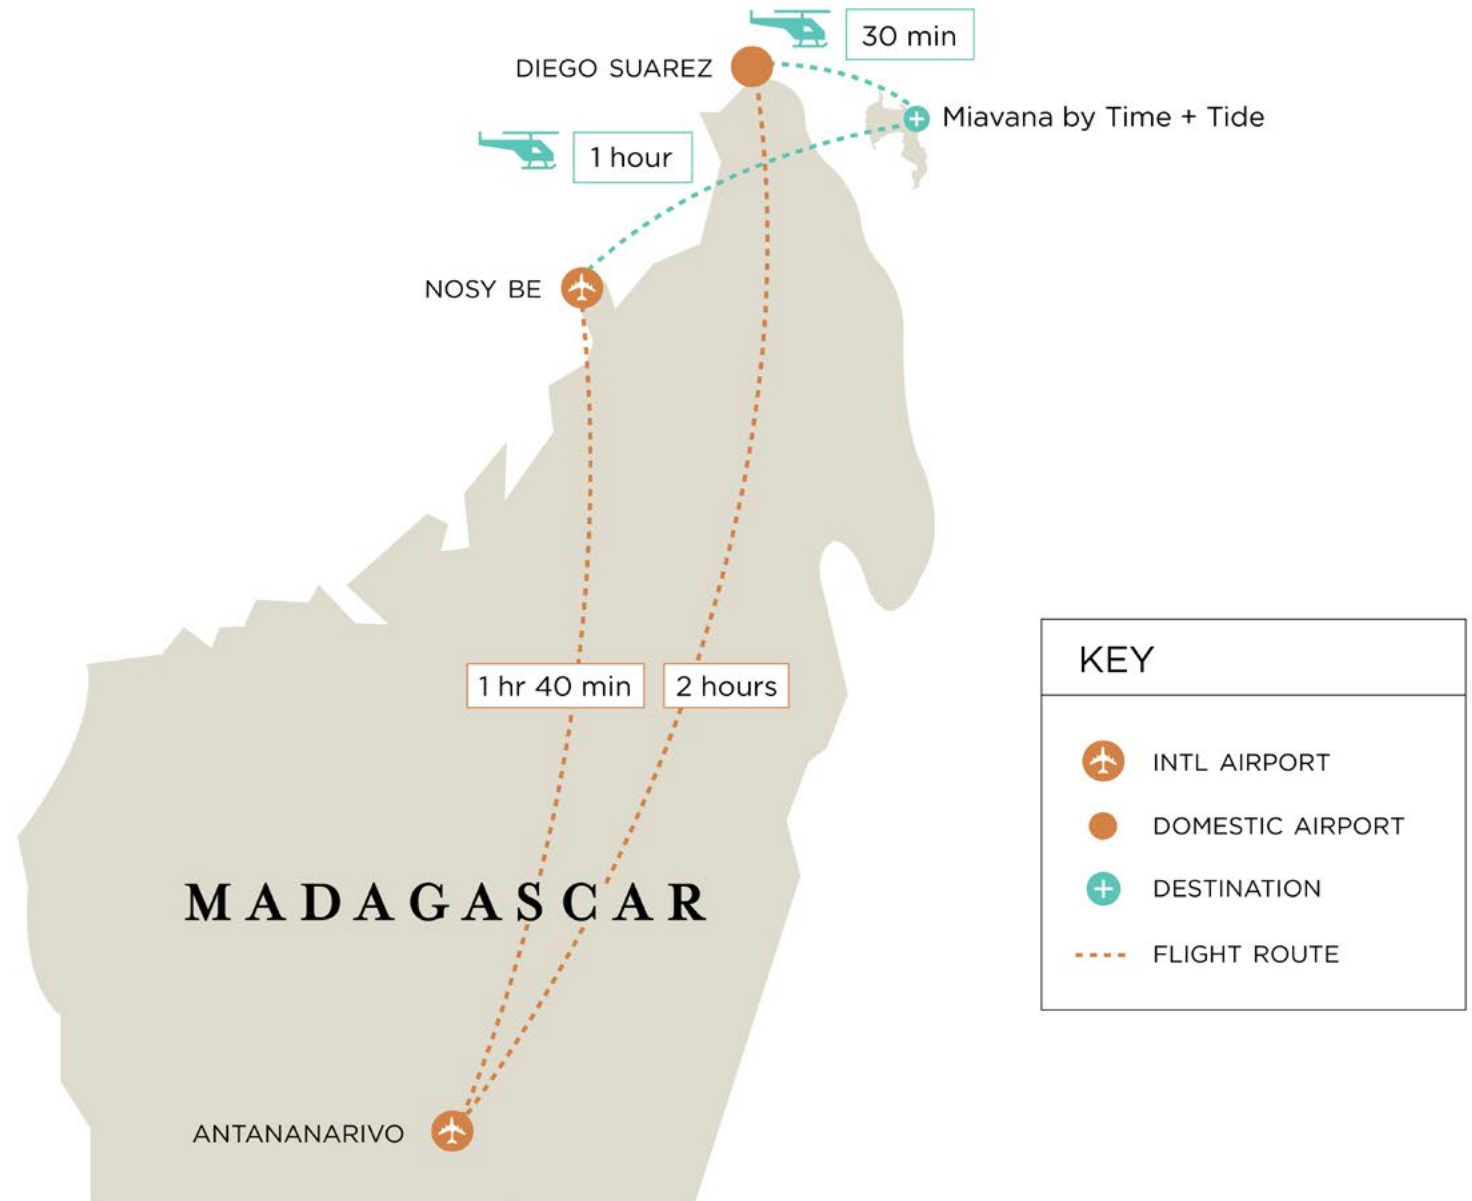 30 min
DIEGO SUAREZ
Miavana by Time + Tide
1 hour
NOSY BE
1 hr 40 min
2 hours
MADAGASCAR
ANTANANARIVO
KEY
INTL AIRPORT
DOMESTIC AIRPORT
DESTINATION
FLIGHT ROUTE